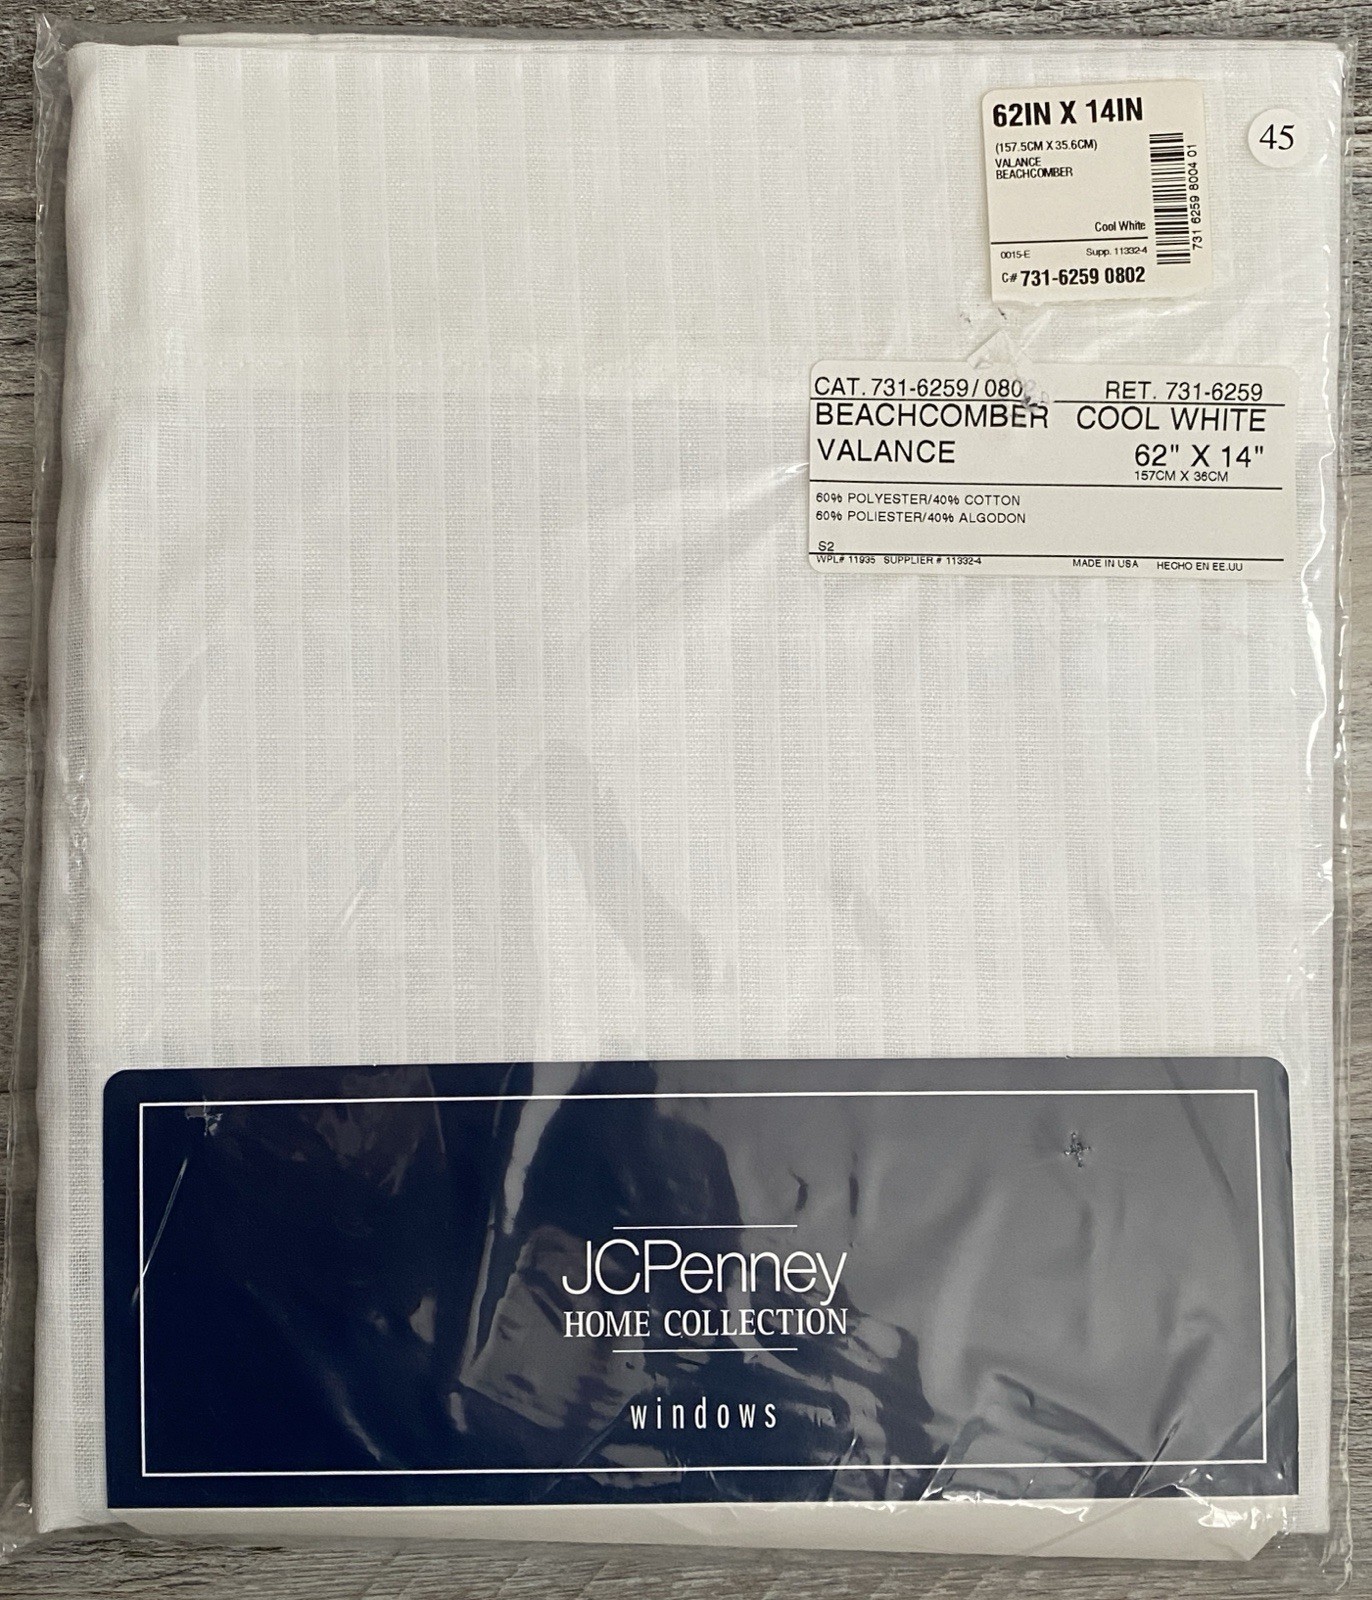 62IN X 14IN
(157.5CM X 35.6CM)
VALANCE
BEACHCOMBER
Cool White
0015-E Supp. 11332-4
C# 731-6259 0802
731 6259 8004 01
45
CAT. 731-6259/080 RET. 731-6259
BEACHCOMBER COOL WHITE
VALANCE 62" X 14"
157CM X 36CM
60% POLYESTER/40% COTTON
60% POLIESTER/40% ALGODON
S2
WPL# 11935 SUPPLIER # 11332-4 MADE IN USA HECHO EN EE.UU
JCPenney
HOME COLLECTION
windows